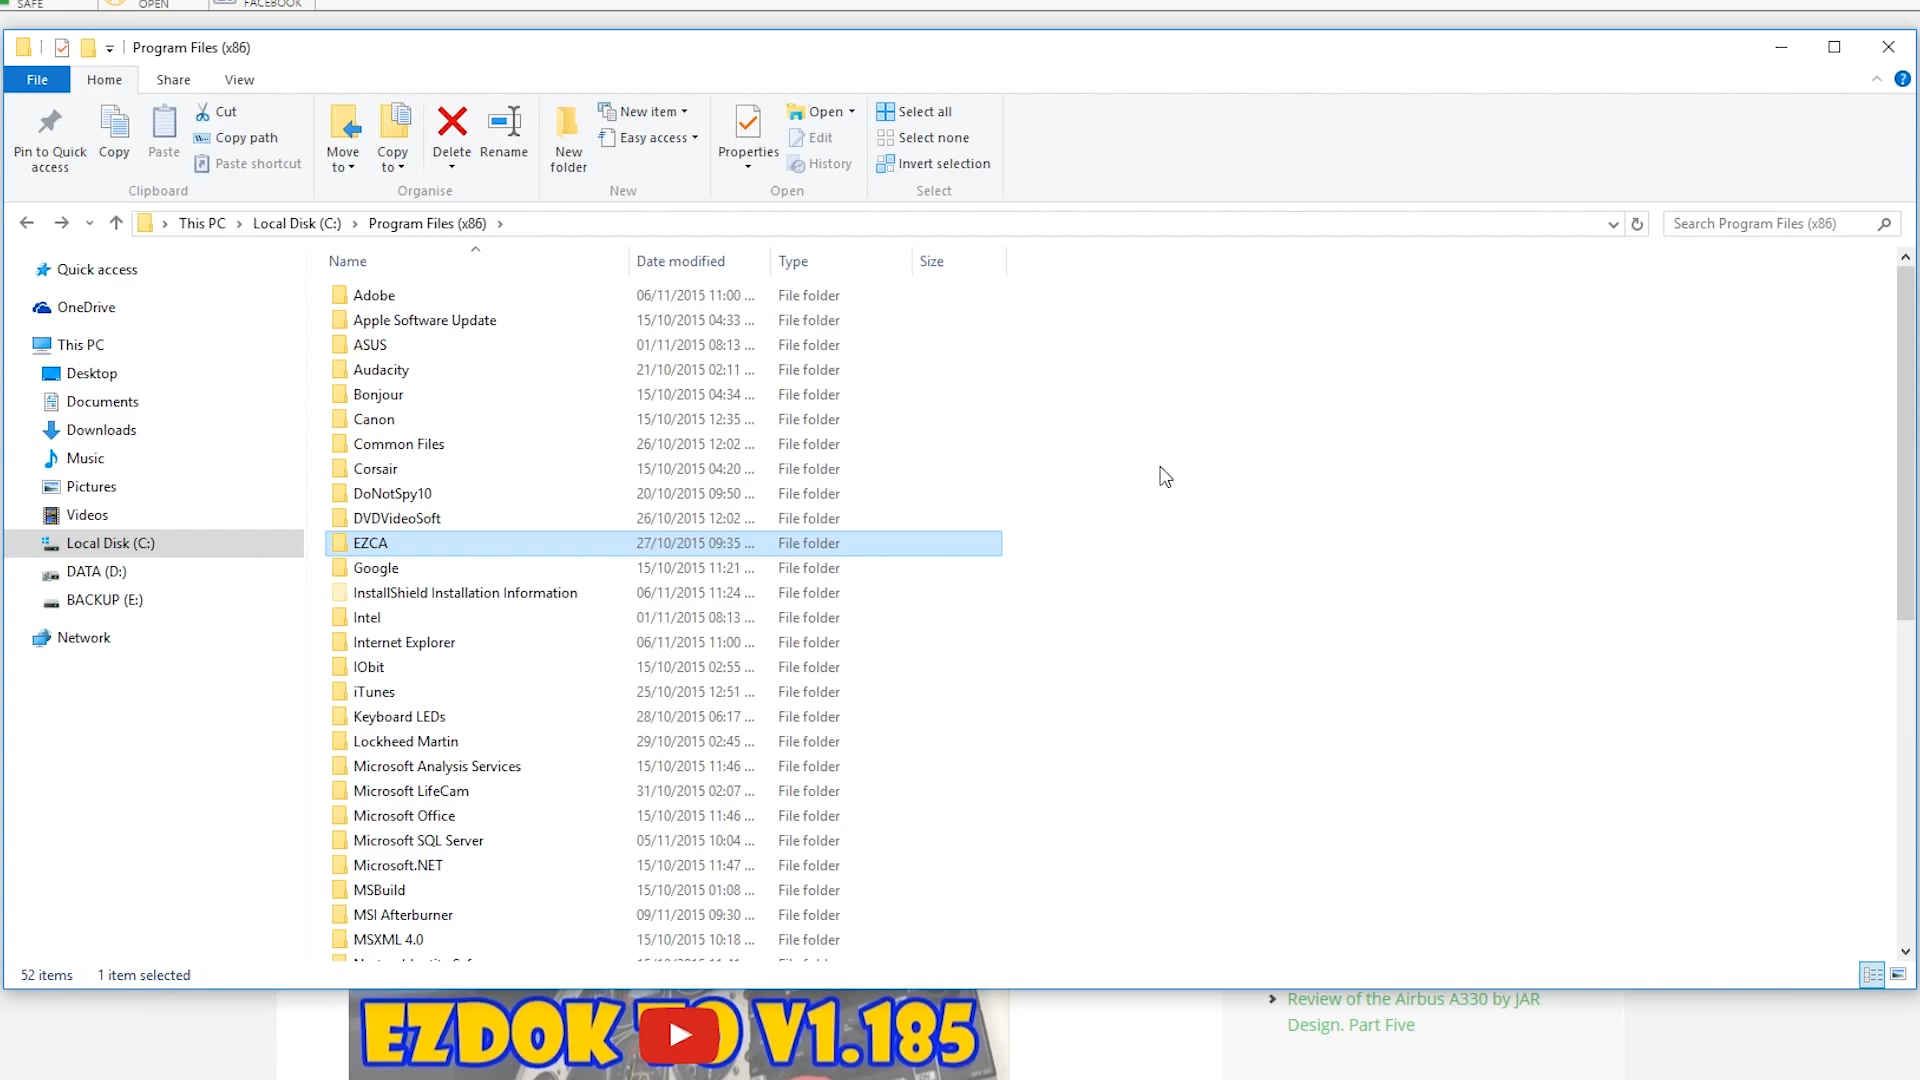 SAFE OPEN FACEBOOK
Program Files (x86)
File Home Share View
Pin to Quick access
Copy
Paste
Cut
Copy path
Paste shortcut
Clipboard
Move to
Copy to
Delete
Rename
Organise
New folder
New item
Easy access
New
Properties
Open
Edit
History
Open
Select all
Select none
Invert selection
Select
This PC Local Disk (C:) Program Files (x86)
Search Program Files (x86)
Quick access
OneDrive
This PC
Desktop
Documents
Downloads
Music
Pictures
Videos
Local Disk (C:)
DATA (D:)
BACKUP (E:)
Network
Name Date modified Type Size
Adobe 06/11/2015 11:00 ... File folder
Apple Software Update 15/10/2015 04:33 ... File folder
ASUS 01/11/2015 08:13 ... File folder
Audacity 21/10/2015 02:11 ... File folder
Bonjour 15/10/2015 04:34 ... File folder
Canon 15/10/2015 12:35 ... File folder
Common Files 26/10/2015 12:02 ... File folder
Corsair 15/10/2015 04:20 ... File folder
DoNotSpy10 20/10/2015 09:50 ... File folder
DVDVideoSoft 26/10/2015 12:02 ... File folder
EZCA 27/10/2015 09:35 ... File folder
Google 15/10/2015 11:21 ... File folder
InstallShield Installation Information 06/11/2015 11:24 ... File folder
Intel 01/11/2015 08:13 ... File folder
Internet Explorer 06/11/2015 11:00 ... File folder
IObit 15/10/2015 02:55 ... File folder
iTunes 25/10/2015 12:51 ... File folder
Keyboard LEDs 28/10/2015 06:17 ... File folder
Lockheed Martin 29/10/2015 02:45 ... File folder
Microsoft Analysis Services 15/10/2015 11:46 ... File folder
Microsoft LifeCam 31/10/2015 02:07 ... File folder
Microsoft Office 15/10/2015 11:46 ... File folder
Microsoft SQL Server 05/11/2015 10:04 ... File folder
Microsoft.NET 15/10/2015 11:47 ... File folder
MSBuild 15/10/2015 01:08 ... File folder
MSI Afterburner 09/11/2015 09:30 ... File folder
MSXML 4.0 15/10/2015 10:18 ... File folder
52 items 1 item selected
EZDOK V1.185
Review of the Airbus A330 by JAR
Design. Part Five